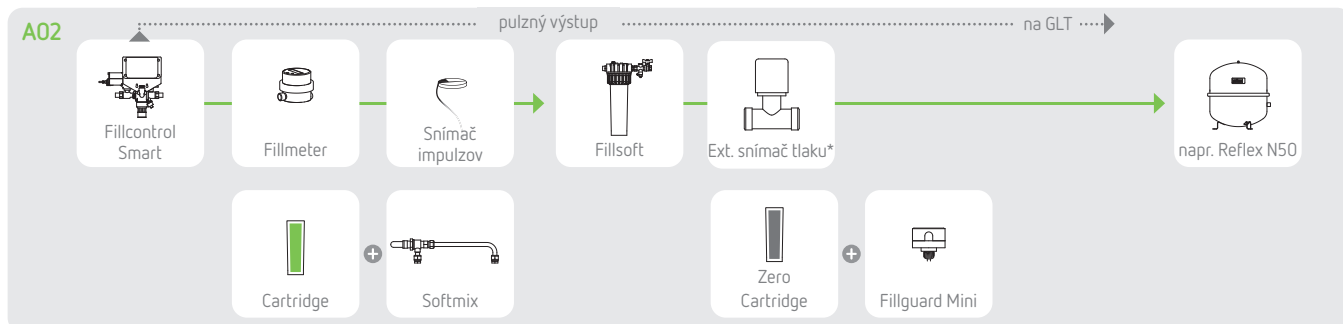 A02
pulzný výstup
na GLT
Fillcontrol
Smart
Fillmeter
Snímač
impulzov
Fillsoft
Ext. snímač tlaku*
napr. Reflex N50
Cartridge
Softmix
Zero
Cartridge
Fillguard Mini